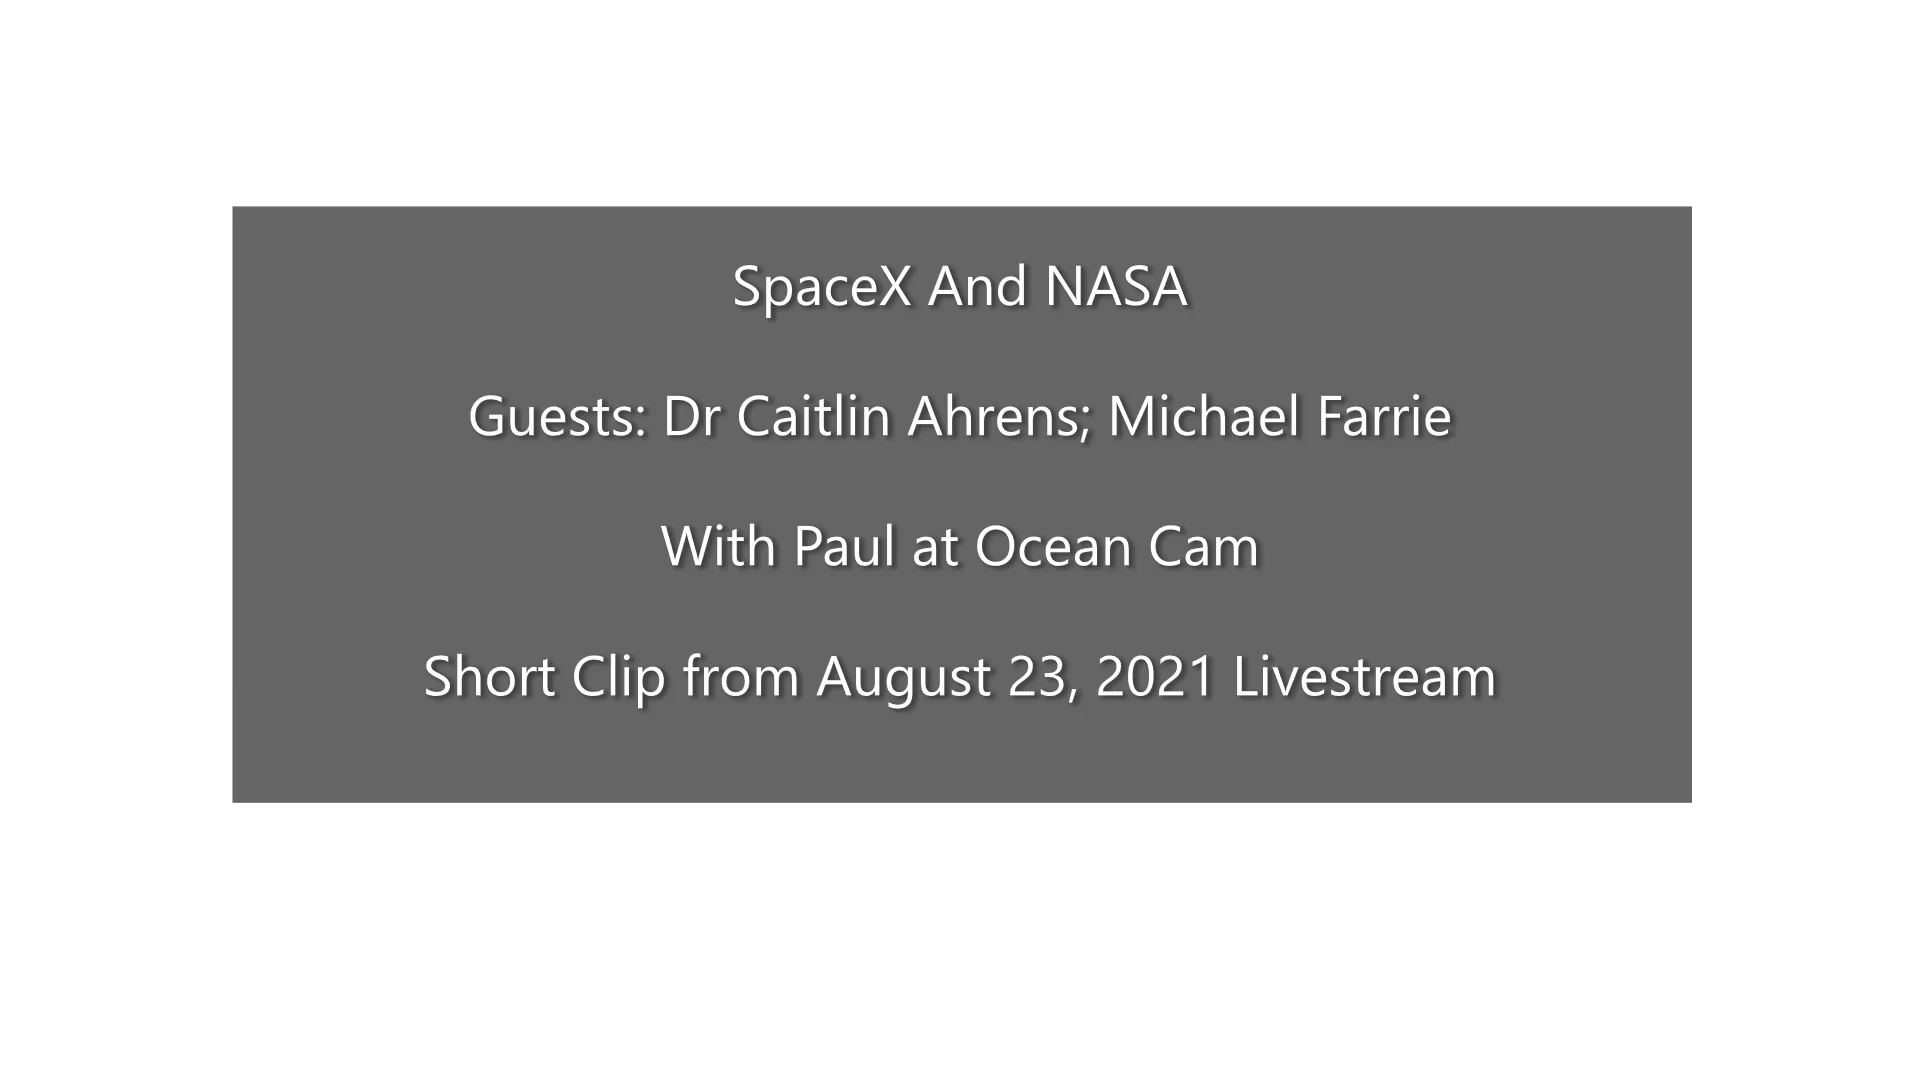 SpaceX And NASA
Guests: Dr Caitlin Ahrens; Michael Farrie
With Paul at Ocean Cam
Short Clip from August 23, 2021 Livestream